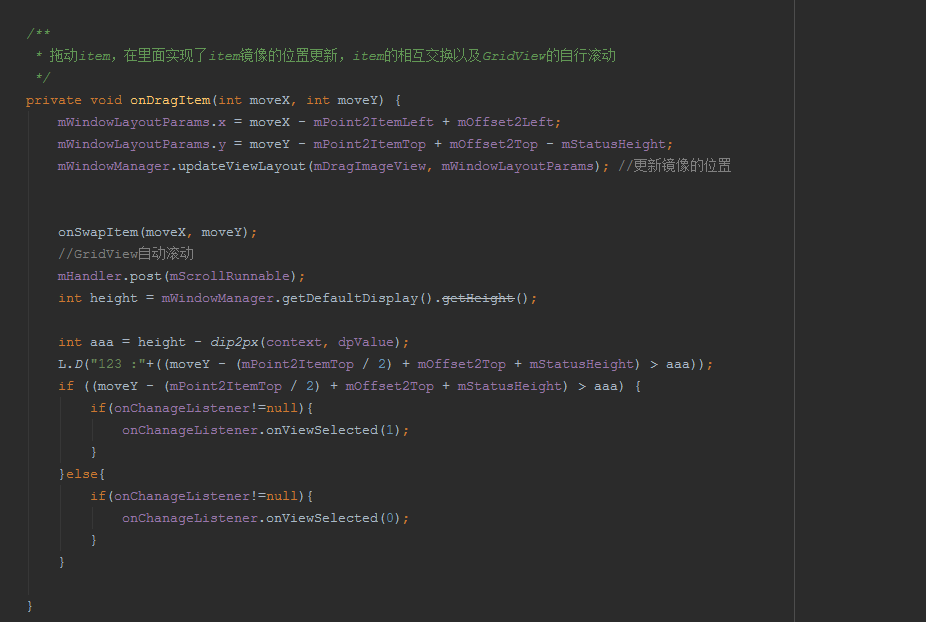 /**
 * 拖动item，在里面实现了item镜像的位置更新，item的相互交换以及GridView的自行滚动
 */
private void onDragItem(int moveX, int moveY) {
    mWindowLayoutParams.x = moveX - mPoint2ItemLeft + mOffset2Left;
    mWindowLayoutParams.y = moveY - mPoint2ItemTop + mOffset2Top - mStatusHeight;
    mWindowManager.updateViewLayout(mDragImageView, mWindowLayoutParams); //更新镜像的位置
    onSwapItem(moveX, moveY);
    //GridView自动滚动
    mHandler.post(mScrollRunnable);
    int height = mWindowManager.getDefaultDisplay().getHeight();
    int aaa = height - dip2px(context, dpValue);
    L.D("123 :"+((moveY - (mPoint2ItemTop / 2) + mOffset2Top + mStatusHeight) > aaa));
    if ((moveY - (mPoint2ItemTop / 2) + mOffset2Top + mStatusHeight) > aaa) {
        if(onChanageListener!=null){
            onChanageListener.onViewSelected(1);
        }
    }else{
        if(onChanageListener!=null){
            onChanageListener.onViewSelected(0);
        }
    }
}